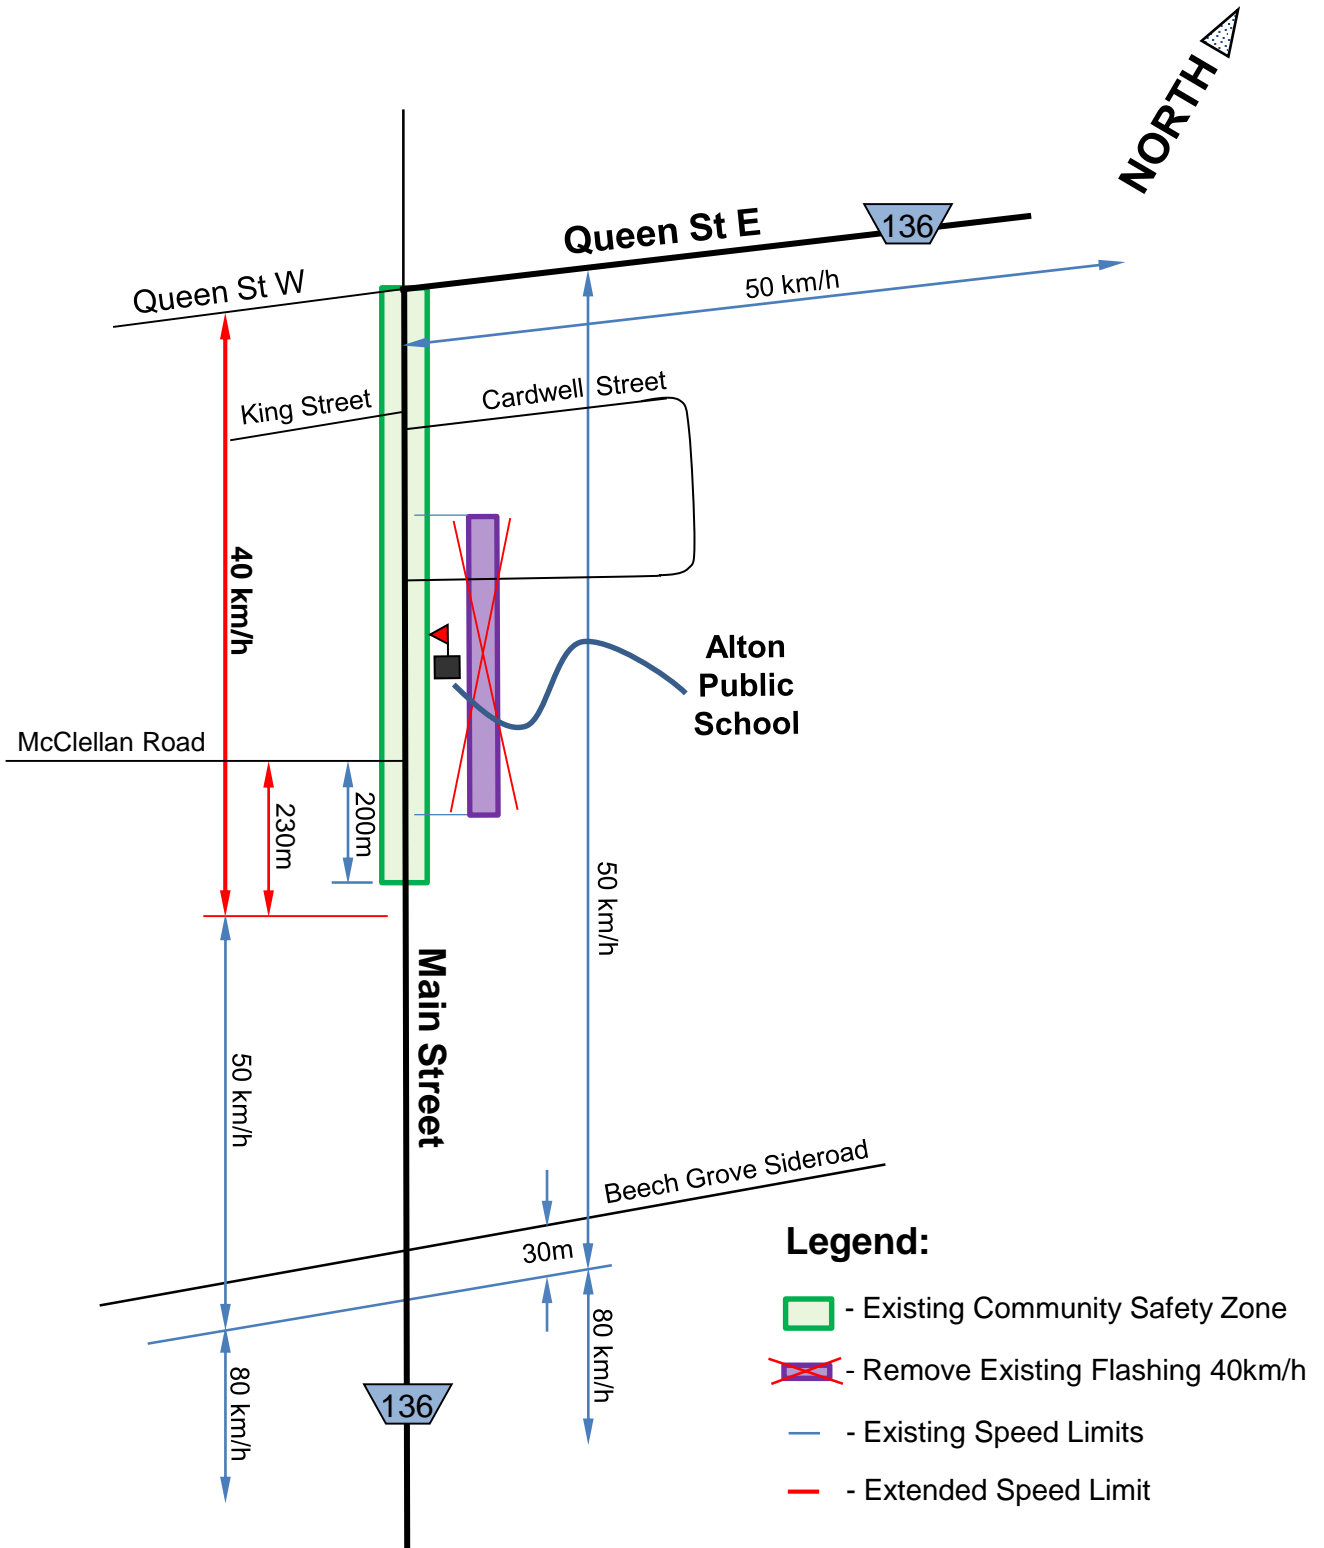 NORTH
136
Queen St E
50 km/h
Queen St W
King Street
Cardwell Street
40 km/h
Alton
Public
School
McClellan Road
230m
200m
50 km/h
Main Street
50 km/h
Beech Grove Sideroad
30m
80 km/h
80 km/h
136
Legend:
- Existing Community Safety Zone
- Remove Existing Flashing 40km/h
- Existing Speed Limits
- Extended Speed Limit